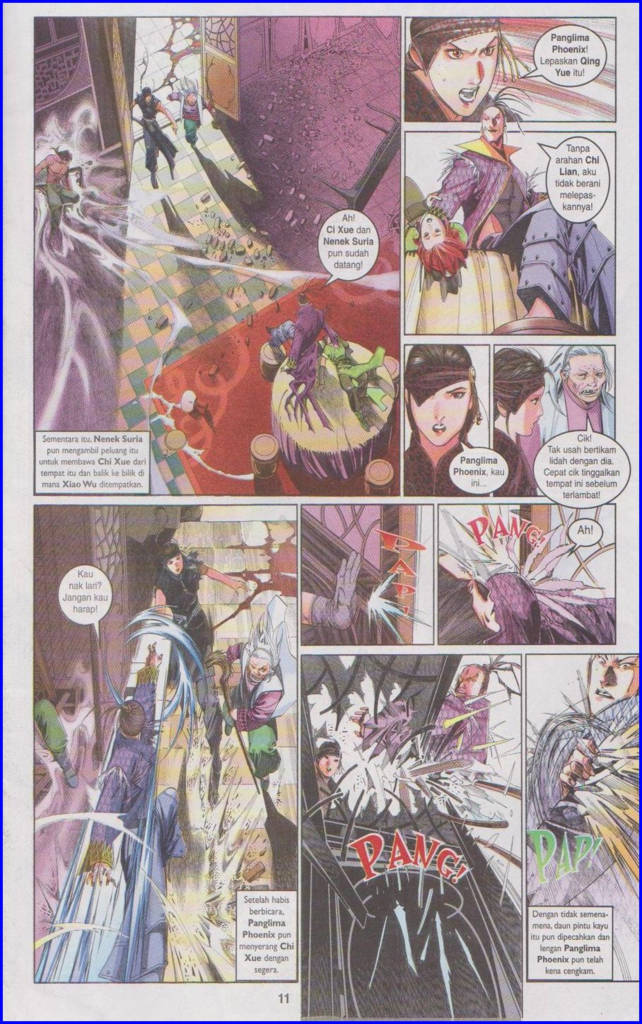 Ah!
Ci Xue dan
Nenek Suria
pun sudah
datang!
Sementara itu, Nenek Suria
pun mengambil peluang itu
untuk membawa Chi Xue dari
tempat itu dan balik ke bilik di
mana Xiao Wu ditempatkan.
Panglima
Phoenix!
Lepaskan Qing
Yue itu!
Tanpa
arahan Chi
Lian, aku
tidak berani
melepas-
kannya!
Panglima
Phoenix, kau
ini...
Cik!
Tak usah bertikam
lidah dengan dia.
Cepat cik tinggalkan
tempat ini sebelum
terlambat!
Kau
nak lari?
Jangan kau
harap!
Setelah habis
berbicara,
Panglima
Phoenix pun
menyerang Chi
Xue dengan
segera.
PAP!
PANG!
Ah!
PANG!
PAP!
Dengan tidak semena-
mena, daun pintu kayu
itu pun dipecahkan dan
lengan Panglima
Phoenix pun telah
kena cengkam.
11